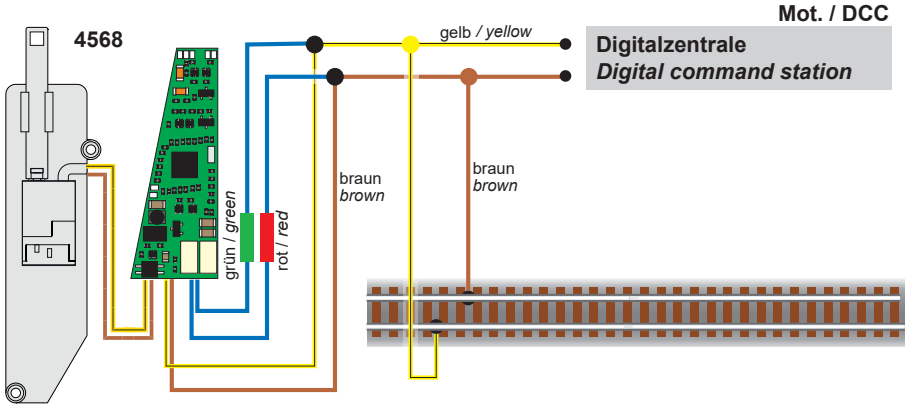 Mot. / DCC
4568
gelb / yellow
Digitalzentrale
Digital command station
braun
brown
braun
brown
grün / green
rot / red